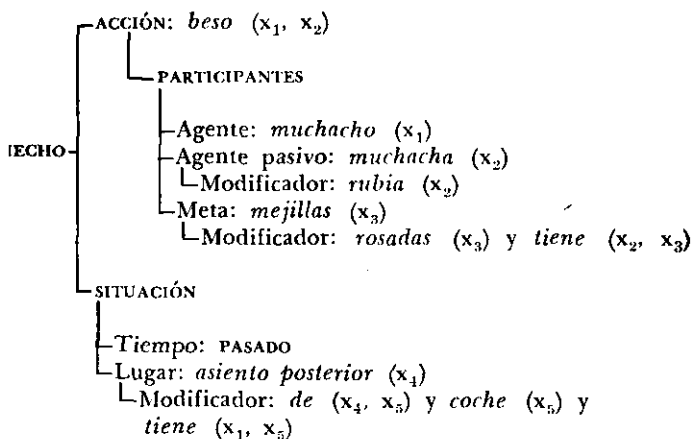 ACCIÓN: beso (x₁, x₂)
PARTICIPANTES
Agente: muchacho (x₁)
IECHO
Agente pasivo: muchacha (x₂)
Modificador: rubia (x₂)
Meta: mejillas (x₃)
Modificador: rosadas (x₃) y tiene (x₂, x₃)
SITUACIÓN
Tiempo: PASADO
Lugar: asiento posterior (x₄)
Modificador: de (x₄, x₅) y coche (x₅) y
tiene (x₁, x₅)